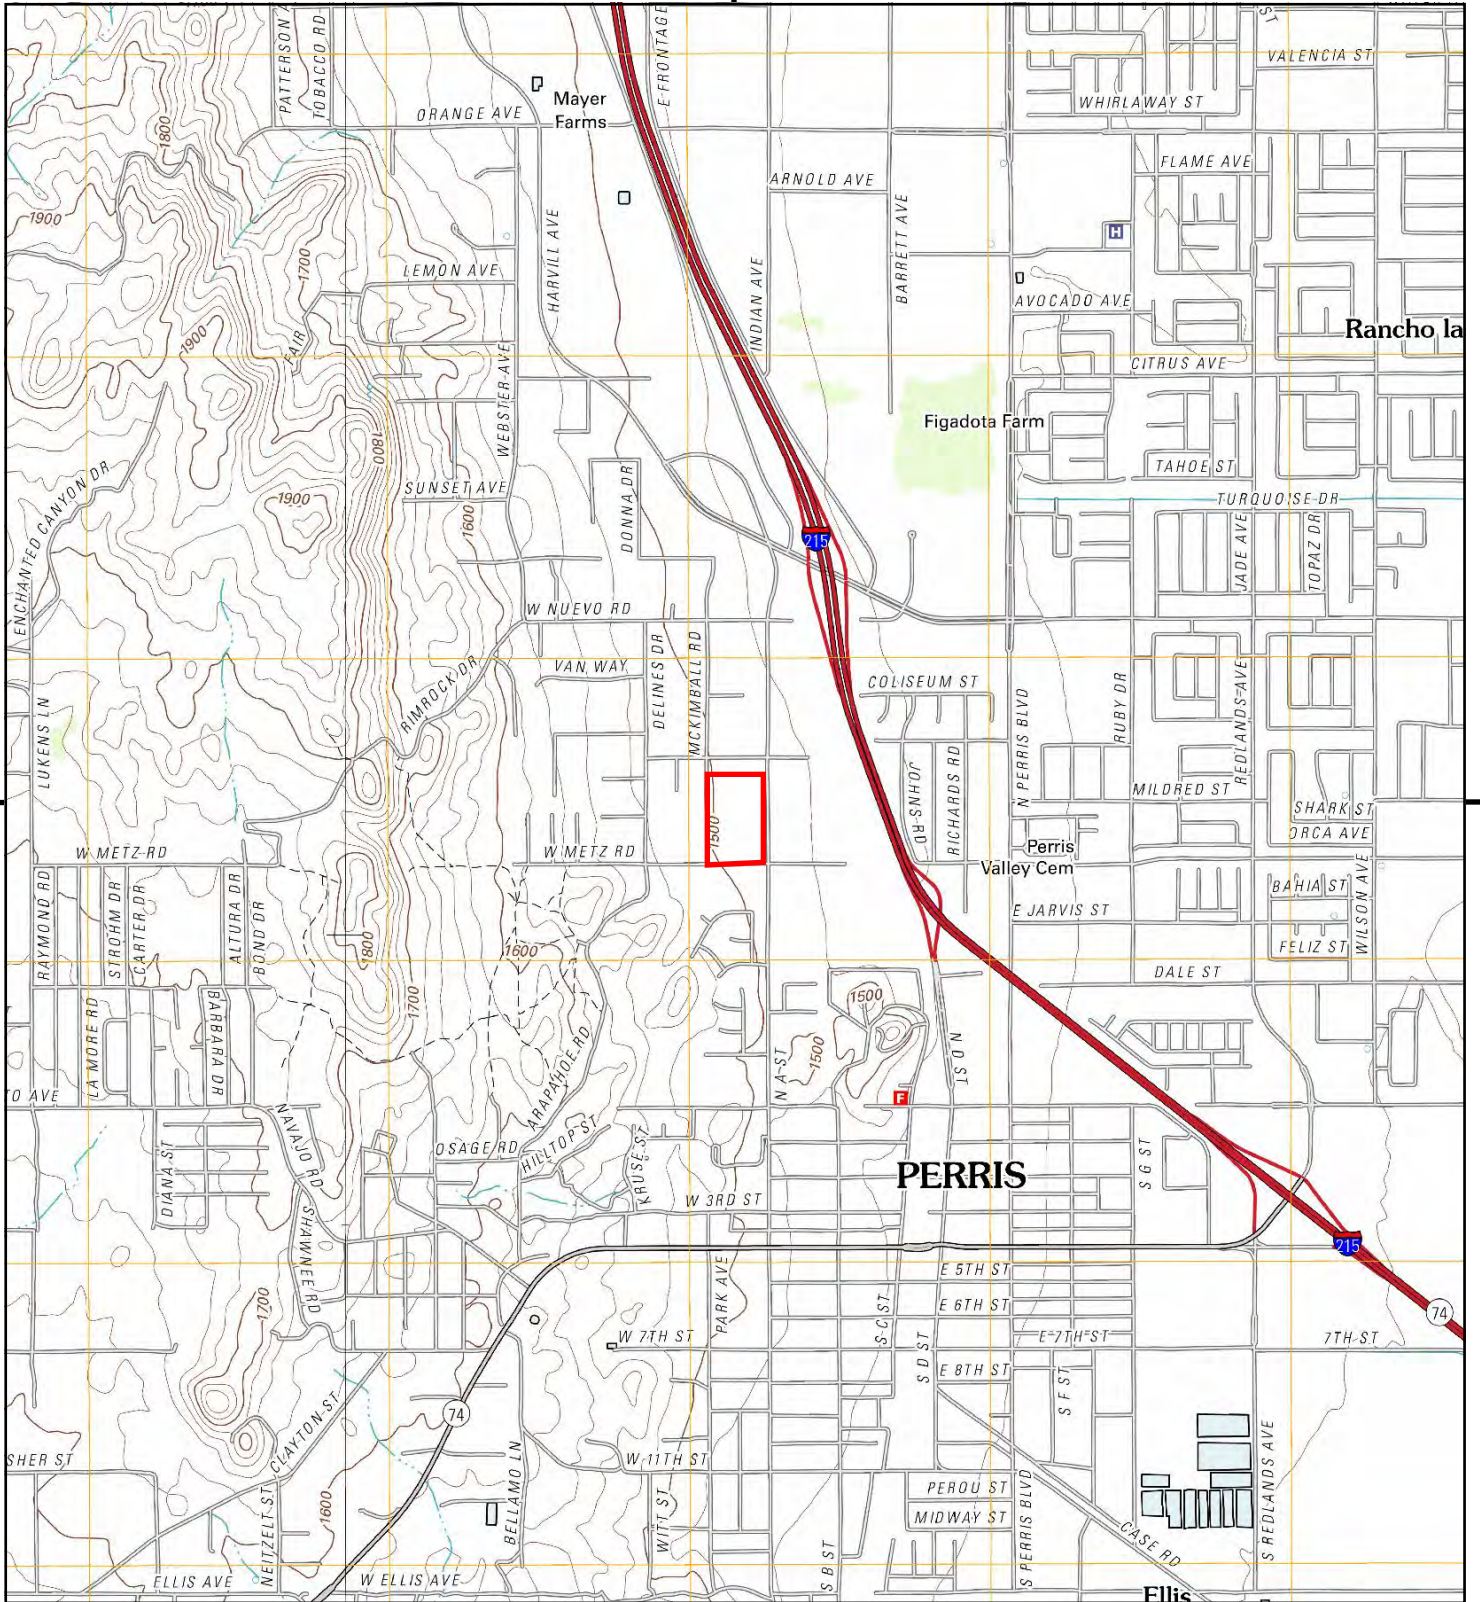 ST
PATTERSON
TOBACCO RD
E FRONTAGE
VALENCIA ST
Mayer
Farms
ORANGE AVE
WHIRLAWAY ST
1800
FLAME AVE
ARNOLD AVE
1900
HARVILL AVE
BARRETT AVE
H
1700
LEMON AVE
INDIAN AVE
AVOCADO AVE
Rancho la
1900
FAIR
CITRUS AVE
WEBSTER AVE
Figadota Farm
1800
TAHOE ST
ENCHANTED CANYON DR
SUNSET AVE
1900
DONNA DR
TURQUOISE DR
1600
215
JADE AVE
TOPAZ DR
W NUEVO RD
VAN WAY
DELINES DR
MCKIMBALL RD
RIMROCK DR
COLISEUM ST
LUKENS LN
N PERRIS BLVD
RUBY DR
REDLANDS AVE
JOHNS RD
RICHARDS RD
MILDRED ST
SHARK ST
1500
ORCA AVE
W METZ RD
W METZ RD
Perris
Valley Cem
BAHIA ST
WILSON AVE
RAYMOND RD
STROHM DR
CARTER DR
ALTURA DR
BOND DR
E JARVIS ST
1800
1600
FELIZ ST
DALE ST
1700
1500
LA MORE RD
BARBARA DR
N D ST
1500
N A ST
ARAPAHOE RD
F
TO AVE
NAVAJO RD
OSAGE RD
HILLTOP ST
KRUSE ST
DIANA ST
PERRIS
S G ST
W 3RD ST
SHAWNEE RD
215
E 5TH ST
PARK AVE
1700
E 6TH ST
S C ST
74
W 7TH ST
E 7TH ST
7TH ST
S D ST
E 8TH ST
S F ST
74
CLAYTON ST
SHER ST
BELLAMO LN
W 11TH ST
S REDLANDS AVE
NEITZELT ST
1600
WITT ST
PEROU ST
S PERRIS BLVD
MIDWAY ST
CASE RD
S B ST
ELLIS AVE
W ELLIS AVE
Ellis